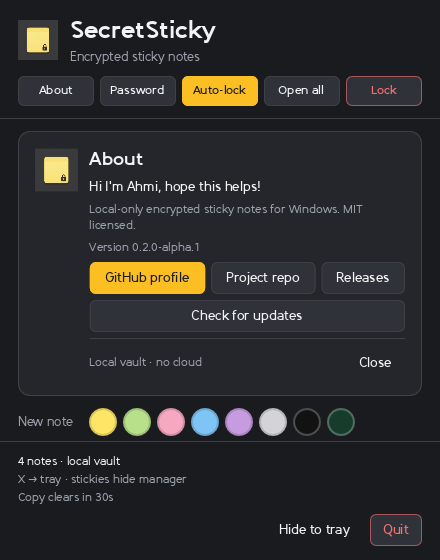 SecretSticky
Encrypted sticky notes
About Password Auto-lock Open all Lock
About
Hi I'm Ahmi, hope this helps!
Local-only encrypted sticky notes for Windows. MIT
licensed.
Version 0.2.0-alpha.1
GitHub profile Project repo Releases
Check for updates
Local vault · no cloud Close
New note
4 notes · local vault
X → tray · stickies hide manager
Copy clears in 30s
Hide to tray Quit